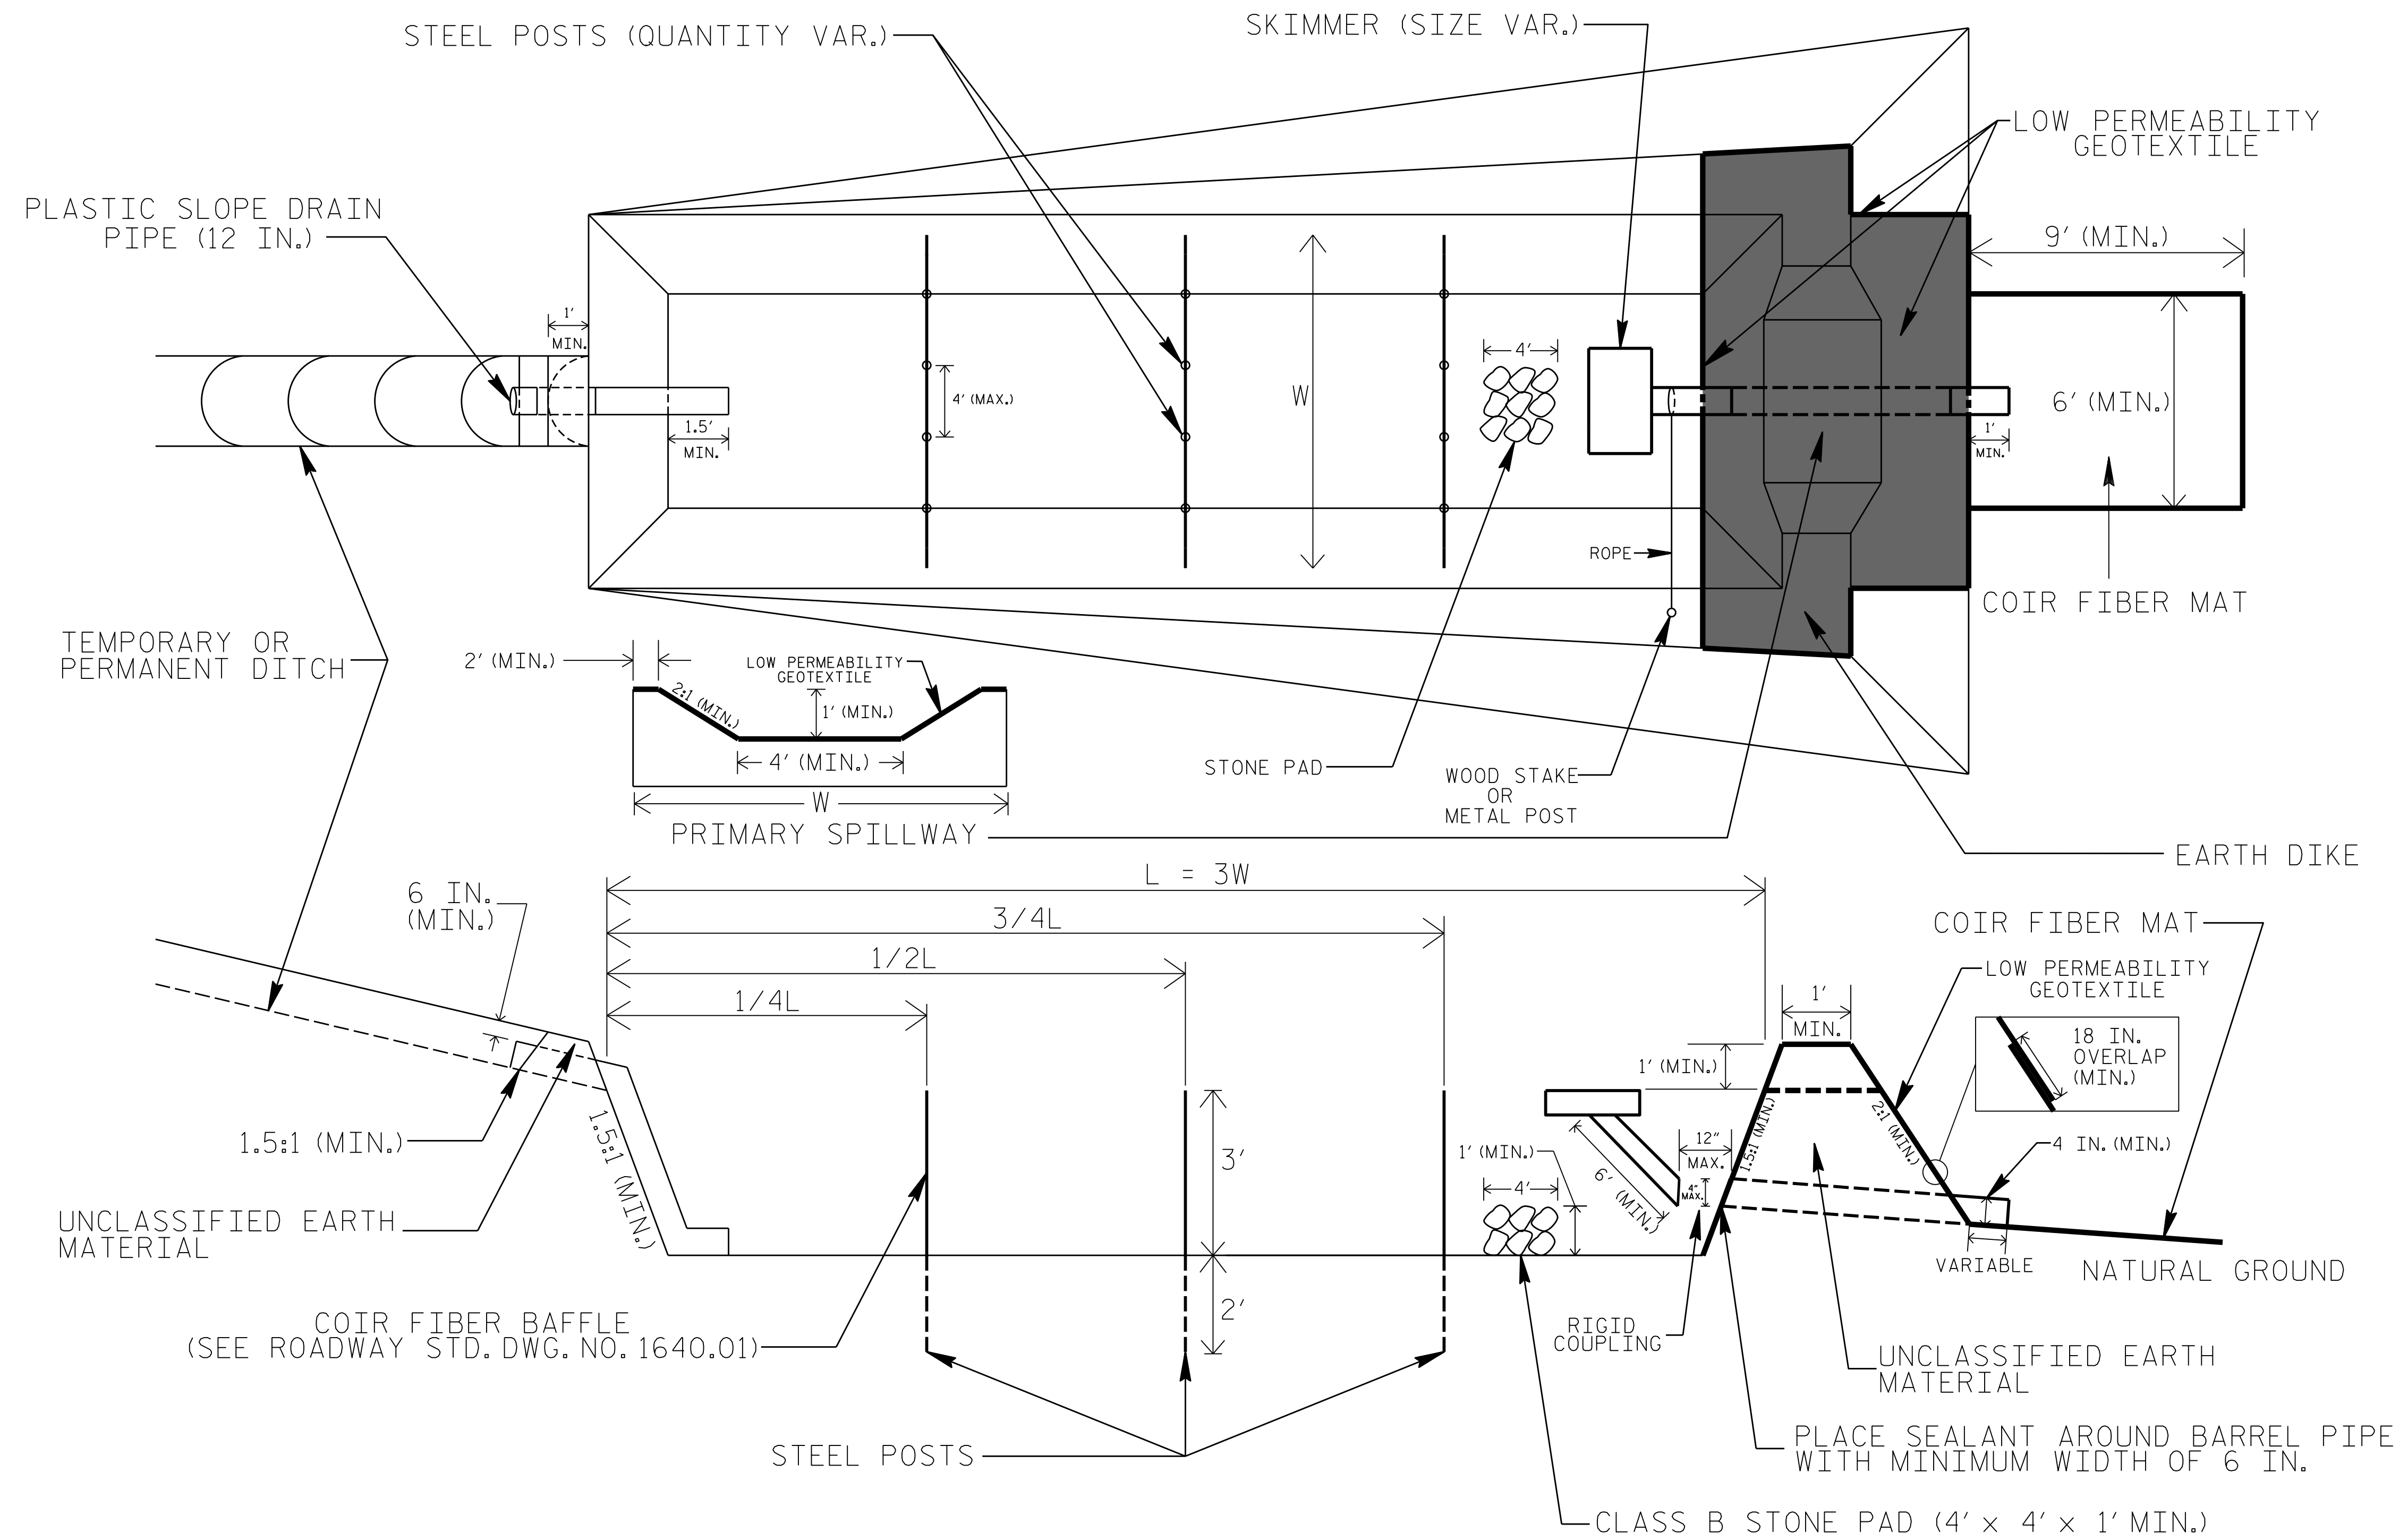 STEEL POSTS (QUANTITY VAR.)
SKIMMER (SIZE VAR.)
LOW PERMEABILITY
GEOTEXTILE
PLASTIC SLOPE DRAIN
PIPE (12 IN.)
9' (MIN.)
1'
MIN.
4'
4' (MAX.)
W
6' (MIN.)
1.5'
MIN.
1'
MIN.
ROPE
COIR FIBER MAT
TEMPORARY OR
PERMANENT DITCH
2' (MIN.)
LOW PERMEABILITY
GEOTEXTILE
2:1 (MIN.)
1' (MIN.)
4' (MIN.)
W
PRIMARY SPILLWAY
STONE PAD
WOOD STAKE
OR
METAL POST
EARTH DIKE
L = 3W
6 IN.
(MIN.)
3/4L
1/2L
1/4L
COIR FIBER MAT
LOW PERMEABILITY
GEOTEXTILE
1'
MIN.
18 IN.
OVERLAP
(MIN.)
1' (MIN.)
1.5:1 (MIN.)
1.5:1 (MIN.)
3'
1' (MIN.)
4'
6' (MIN.)
12"
MAX.
4"
MAX.
1.5:1 (MIN.)
2:1 (MIN.)
4 IN. (MIN.)
UNCLASSIFIED EARTH
MATERIAL
VARIABLE
NATURAL GROUND
2'
COIR FIBER BAFFLE
(SEE ROADWAY STD. DWG. NO. 1640.01)
RIGID
COUPLING
UNCLASSIFIED EARTH
MATERIAL
STEEL POSTS
PLACE SEALANT AROUND BARREL PIPE
WITH MINIMUM WIDTH OF 6 IN.
CLASS B STONE PAD (4' x 4' x 1' MIN.)